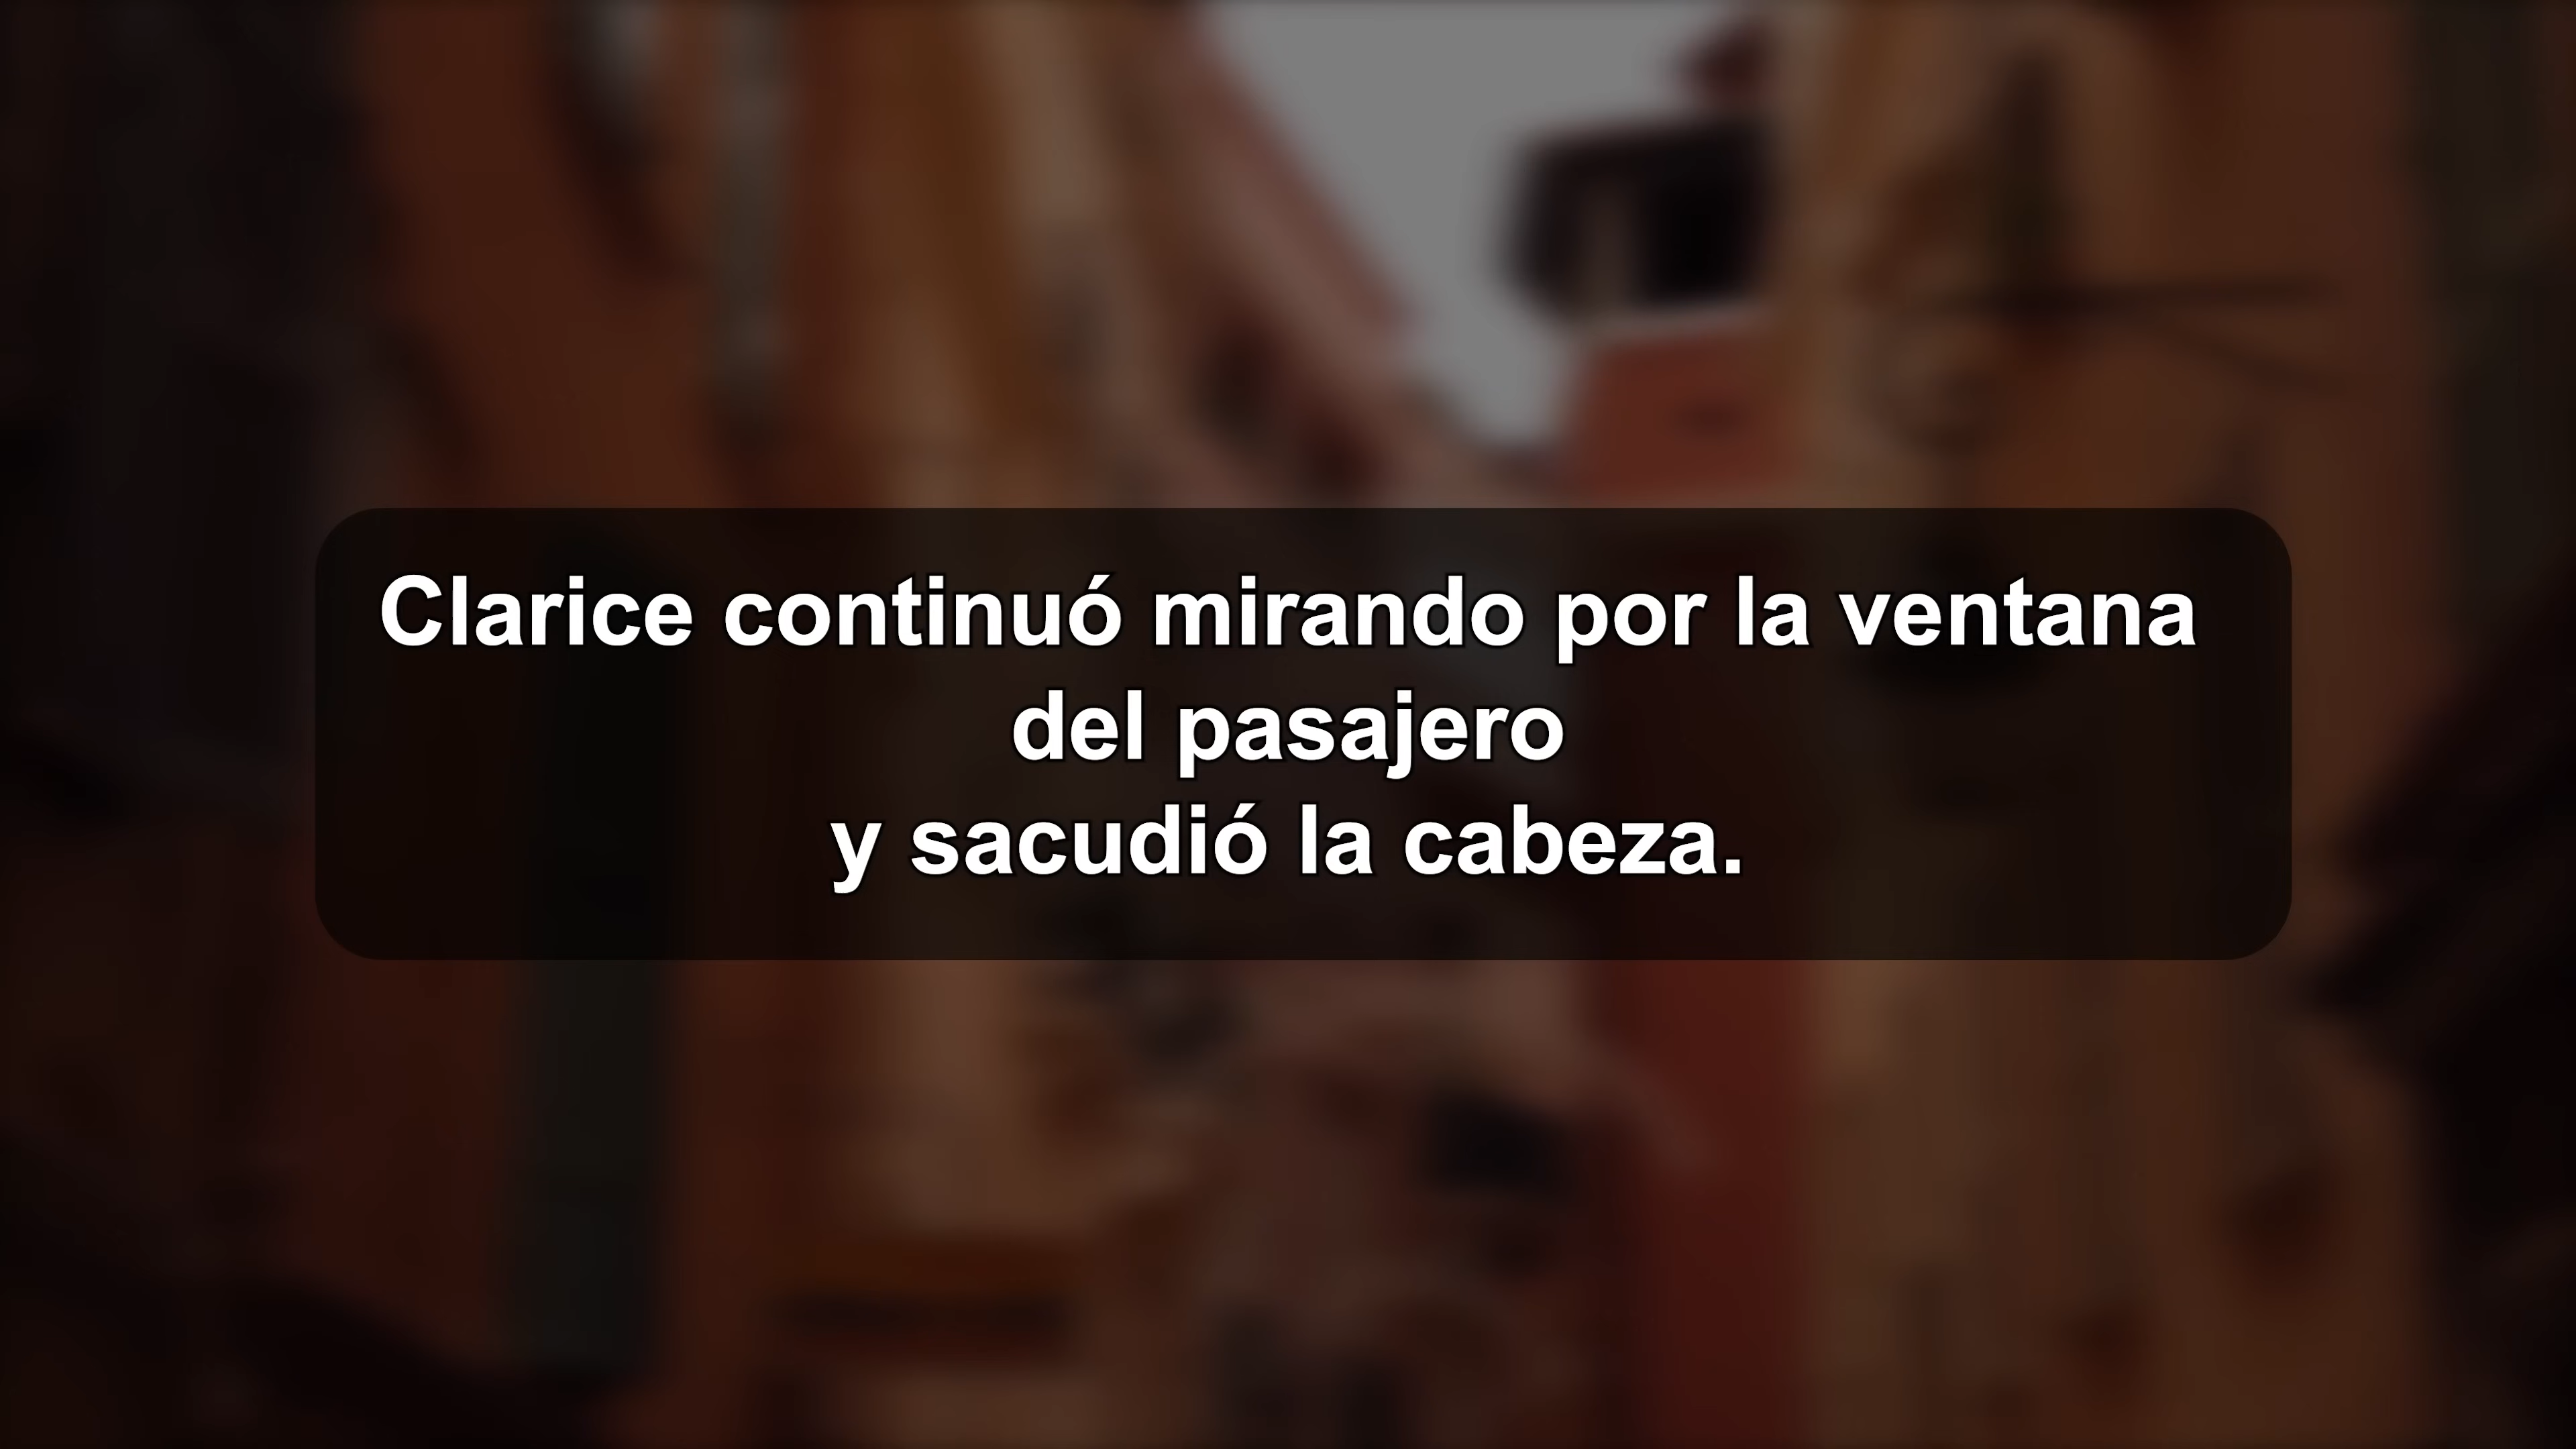 Clarice continuó mirando por la ventana
del pasajero
y sacudió la cabeza.